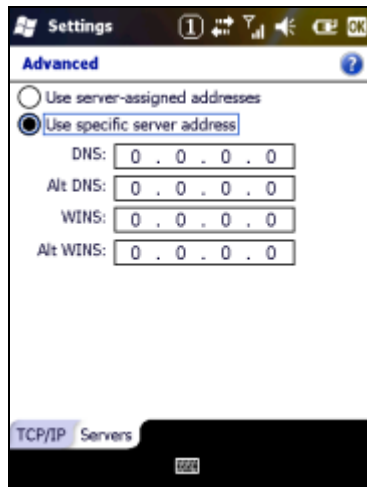 Settings 1 OK
Advanced ?
Use server-assigned addresses
Use specific server address
DNS: 0 . 0 . 0 . 0
Alt DNS: 0 . 0 . 0 . 0
WINS: 0 . 0 . 0 . 0
Alt WINS: 0 . 0 . 0 . 0
TCP/IP Servers